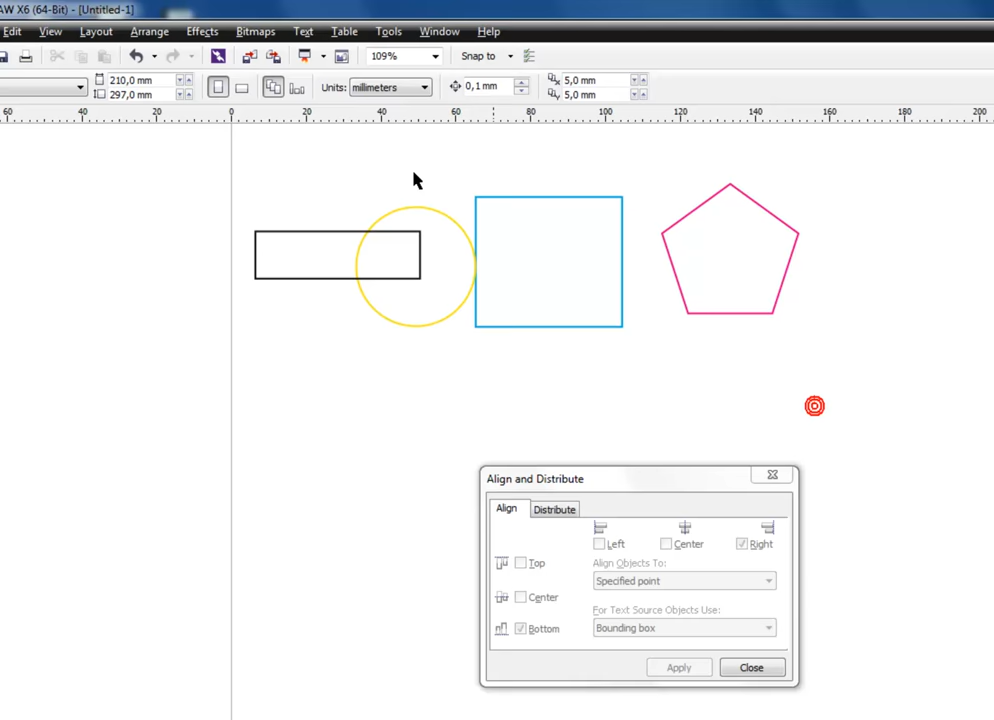 AW X6 (64-Bit) - [Untitled-1]
Edit View Layout Arrange Effects Bitmaps Text Table Tools Window Help
109% Snap to
210,0 mm
297,0 mm
Units: millimeters
0,1 mm
5,0 mm
5,0 mm
60 40 20 0 20 40 60 80 100 120 140 160 180 200
Align and Distribute
Align Distribute
Left Center Right
Top
Align Objects To:
Specified point
Center
For Text Source Objects Use:
Bottom
Bounding box
Apply Close